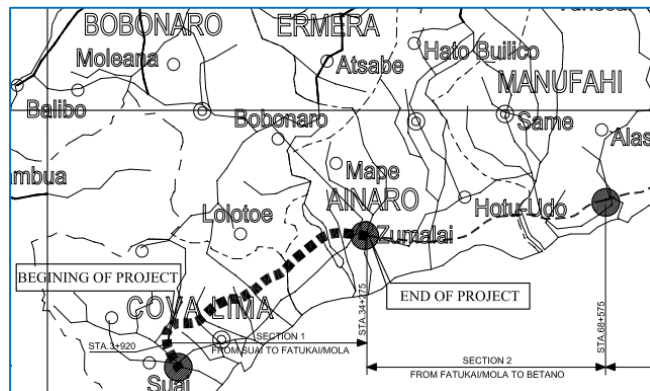 BOBONARO
ERMERA
Moleana
Atsabe
Hato Builico
MANUFAHI
Balibo
Bobonaro
Same
Alas
Mape
AINARO
Lolotoe
Zumalai
Hotu-Udo
BEGINING OF PROJECT
END OF PROJECT
COVA LIMA
STA.34+275
STA.68+575
SECTION 1
FROM SUAI TO FATUKAI/MOLA
STA.3+920
SECTION 2
FROM FATUKAI/MOLA TO BETANO
Suai